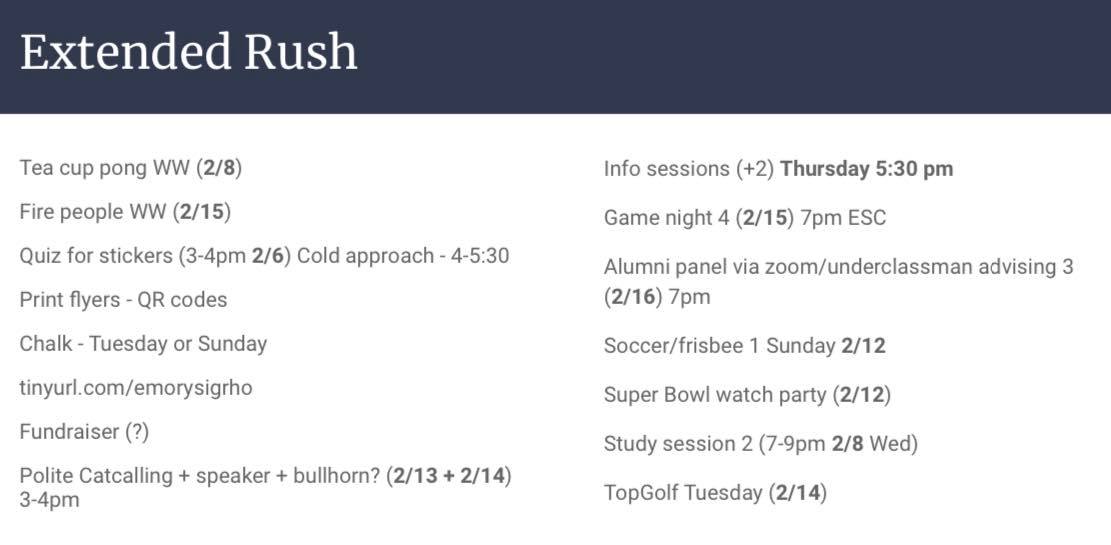 Extended Rush
Tea cup pong WW (2/8)
Fire people WW (2/15)
Quiz for stickers (3-4pm 2/6) Cold approach - 4-5:30
Print flyers - QR codes
Chalk - Tuesday or Sunday
tinyurl.com/emorysigrho
Fundraiser (?)
Polite Catcalling + speaker + bullhorn? (2/13 + 2/14)
3-4pm
Info sessions (+2) Thursday 5:30 pm
Game night 4 (2/15) 7pm ESC
Alumni panel via zoom/underclassman advising 3
(2/16) 7pm
Soccer/frisbee 1 Sunday 2/12
Super Bowl watch party (2/12)
Study session 2 (7-9pm 2/8 Wed)
TopGolf Tuesday (2/14)